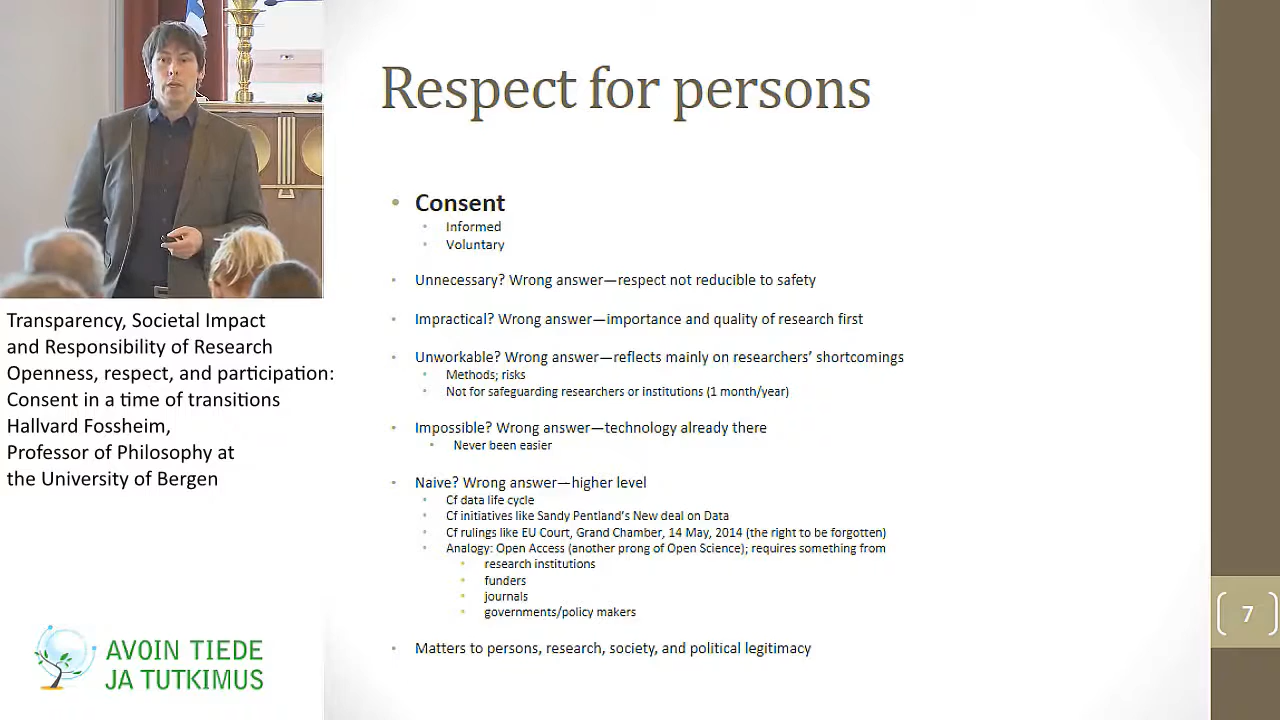 Respect for persons
Consent
Informed
Voluntary
Unnecessary? Wrong answer—respect not reducible to safety
Impractical? Wrong answer—importance and quality of research first
Unworkable? Wrong answer—reflects mainly on researchers' shortcomings
Methods; risks
Not for safeguarding researchers or institutions (1 month/year)
Impossible? Wrong answer—technology already there
Never been easier
Naive? Wrong answer—higher level
Cf data life cycle
Cf initiatives like Sandy Pentland's New deal on Data
Cf rulings like EU Court, Grand Chamber, 14 May, 2014 (the right to be forgotten)
Analogy: Open Access (another prong of Open Science); requires something from
research institutions
funders
journals
governments/policy makers
Matters to persons, research, society, and political legitimacy
7
Transparency, Societal Impact
and Responsibility of Research
Openness, respect, and participation:
Consent in a time of transitions
Hallvard Fossheim,
Professor of Philosophy at
the University of Bergen
AVOIN TIEDE
JA TUTKIMUS